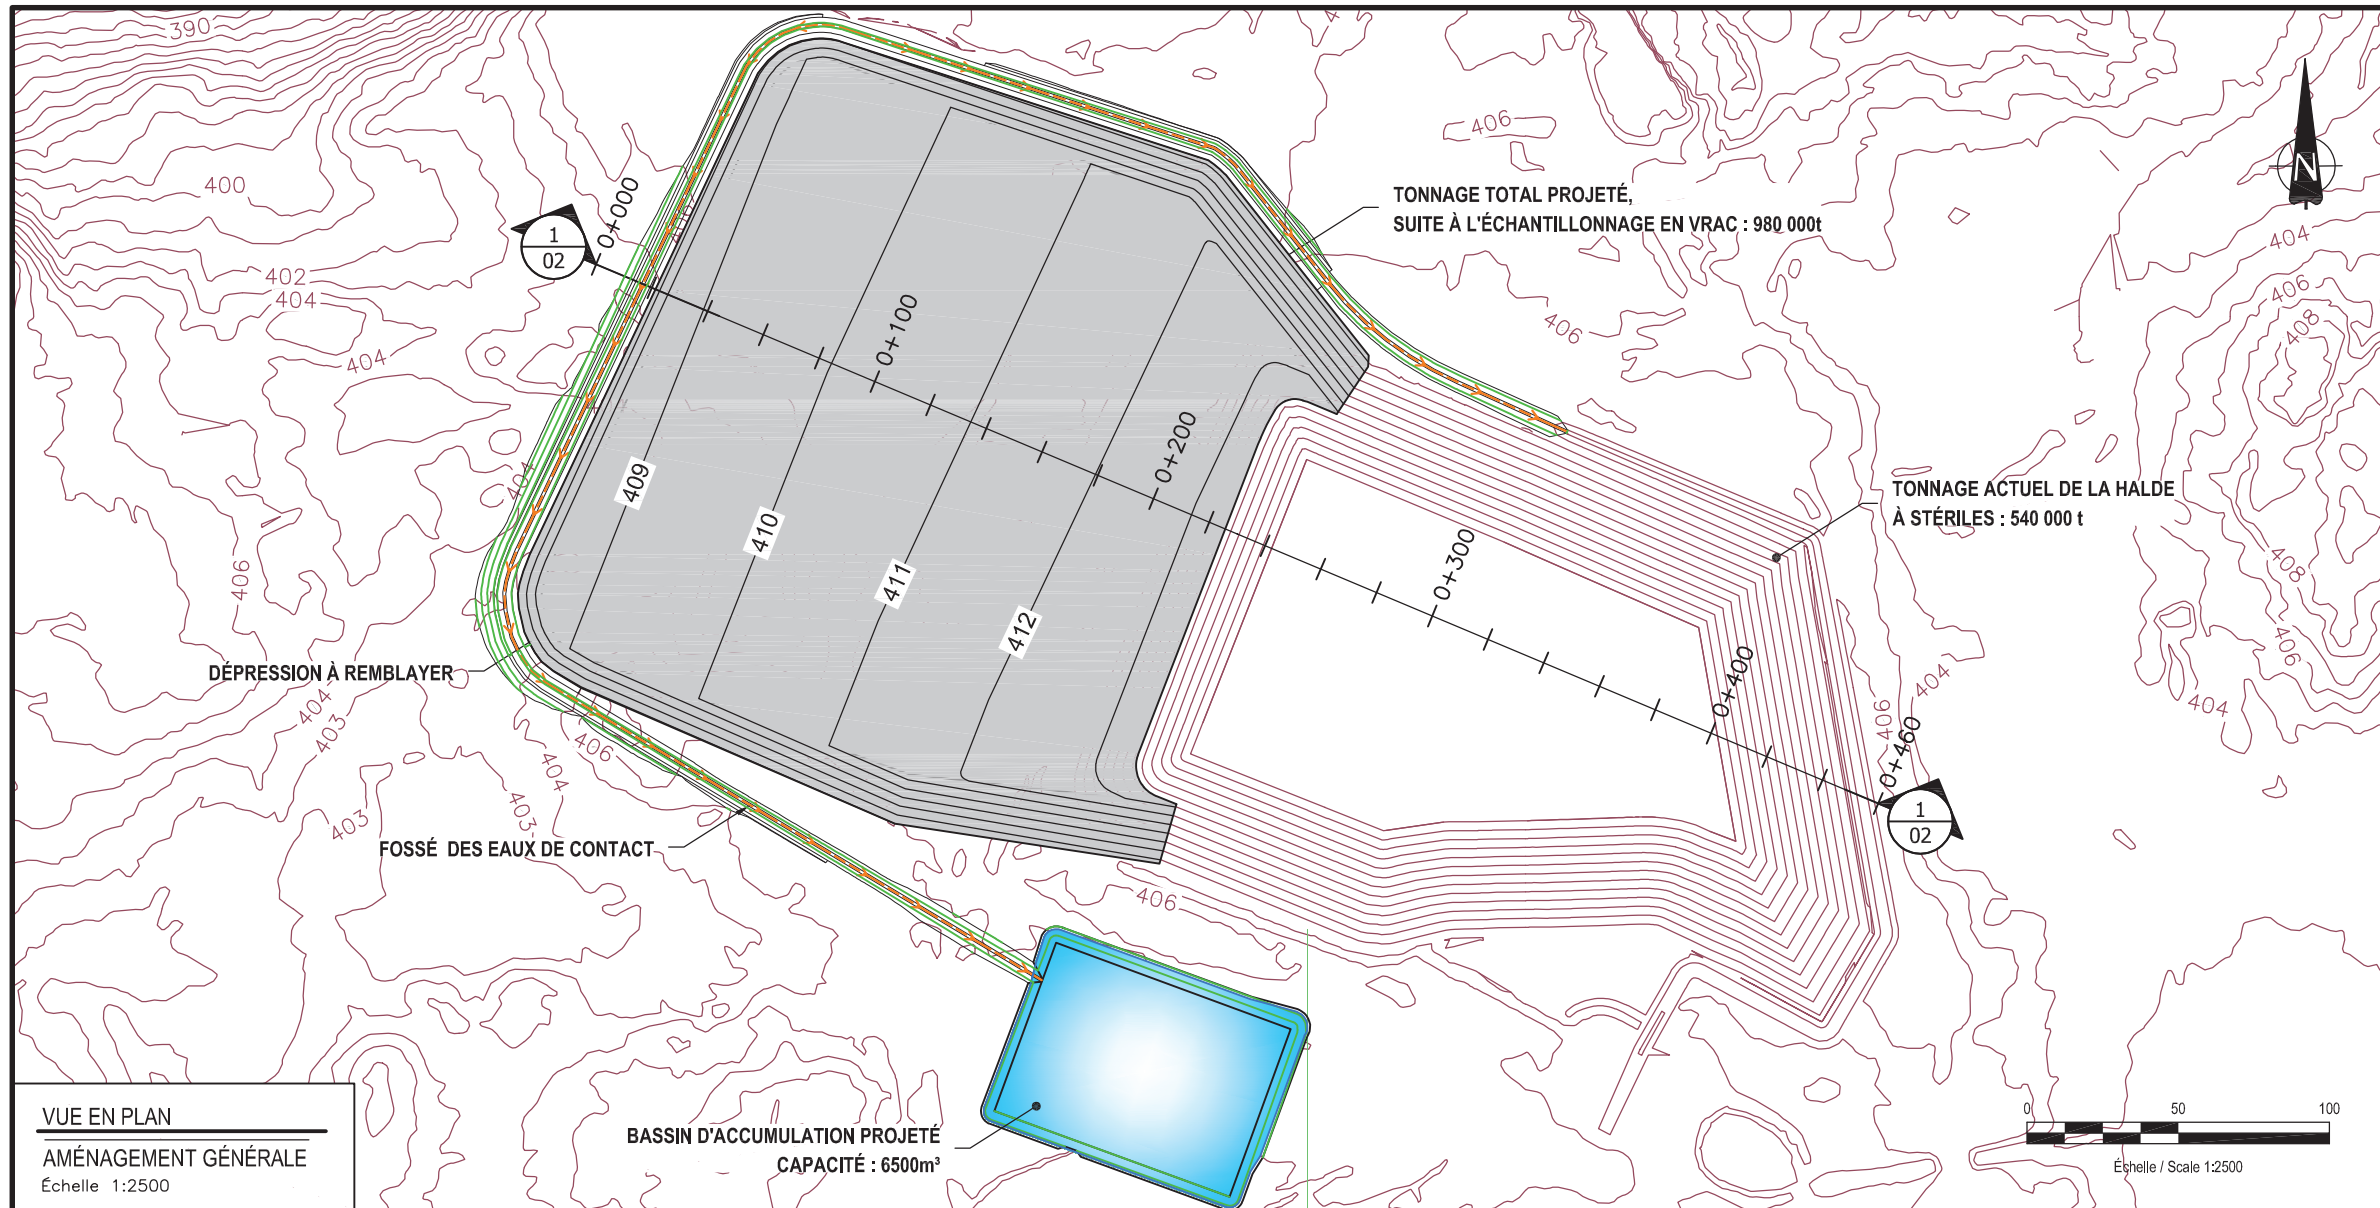 390
400
402
404
404
404
406
404
403
403
406
404
403
406
406
406
406
404
406
408
408
406
404
404
406
406
N
1
02
0+000
0+100
0+200
0+300
0+400
0+460
1
02
409
410
411
412
TONNAGE TOTAL PROJETÉ,
SUITE À L'ÉCHANTILLONNAGE EN VRAC : 980 000t
TONNAGE ACTUEL DE LA HALDE
À STÉRILES : 540 000 t
DÉPRESSION À REMBLAYER
FOSSÉ DES EAUX DE CONTACT
BASSIN D'ACCUMULATION PROJETÉ
CAPACITÉ : 6500m³
VUE EN PLAN
AMÉNAGEMENT GÉNÉRALE
Échelle 1:2500
0 50 100
Échelle / Scale 1:2500